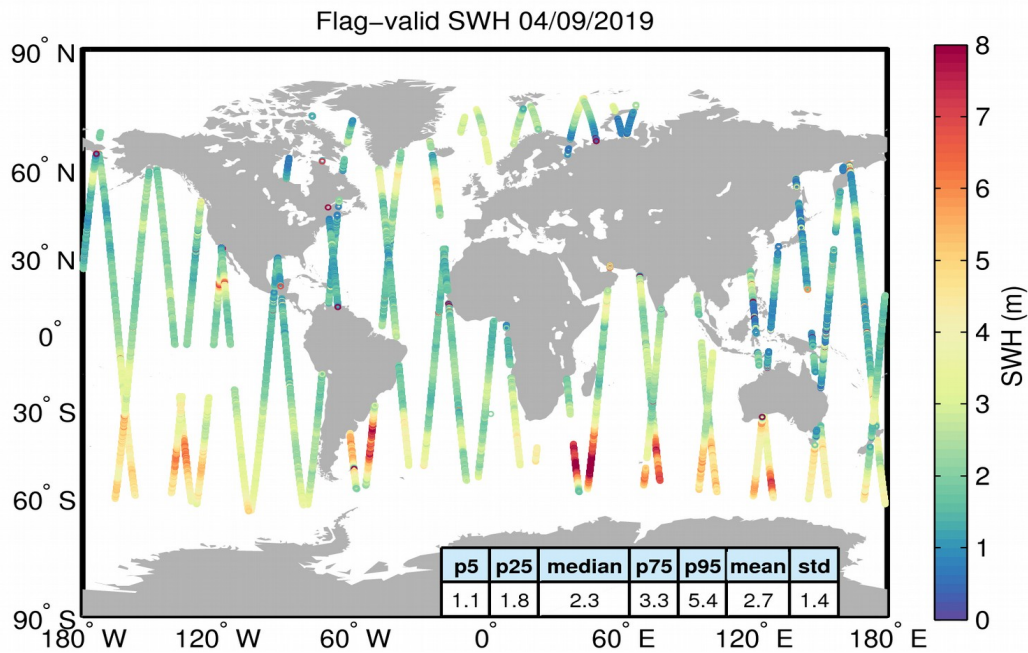 Flag−valid SWH 04/09/2019
90° N
60° N
30° N
0°
30° S
60° S
90° S
180° W
120° W
60° W
0°
60° E
120° E
180° E
8
7
6
5
4
3
2
1
0
SWH (m)
p5 p25 median p75 p95 mean std
1.1 1.8 2.3 3.3 5.4 2.7 1.4